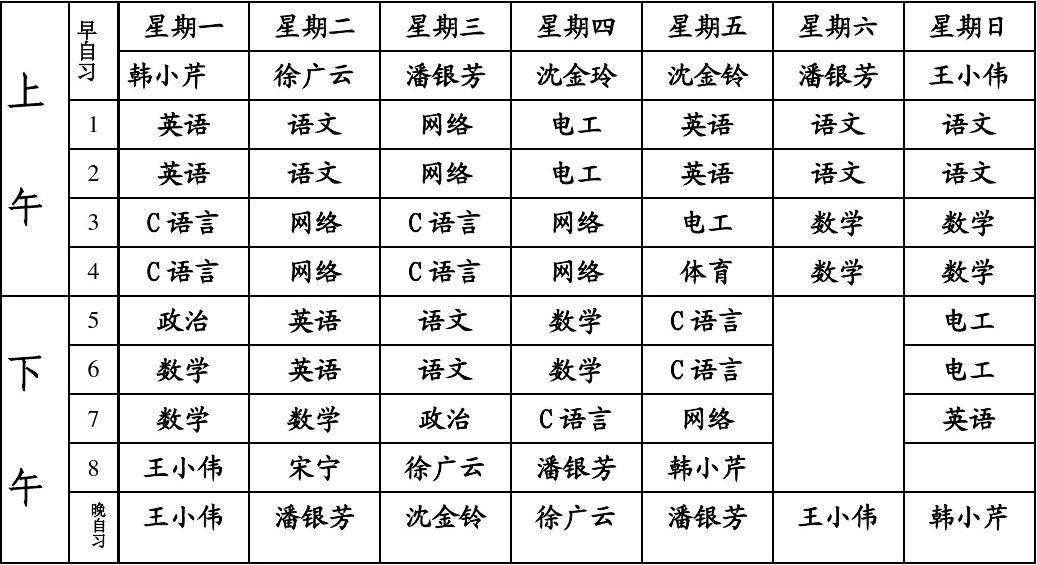 早自习 星期一 星期二 星期三 星期四 星期五 星期六 星期日
韩小芹 徐广云 潘银芳 沈金玲 沈金铃 潘银芳 王小伟
上午
1 英语 语文 网络 电工 英语 语文 语文
2 英语 语文 网络 电工 英语 语文 语文
3 C语言 网络 C语言 网络 电工 数学 数学
4 C语言 网络 C语言 网络 体育 数学 数学
下午
5 政治 英语 语文 数学 C语言 电工
6 数学 英语 语文 数学 C语言 电工
7 数学 数学 政治 C语言 网络 英语
8 王小伟 宋宁 徐广云 潘银芳 韩小芹
晚自习 王小伟 潘银芳 沈金铃 徐广云 潘银芳 王小伟 韩小芹